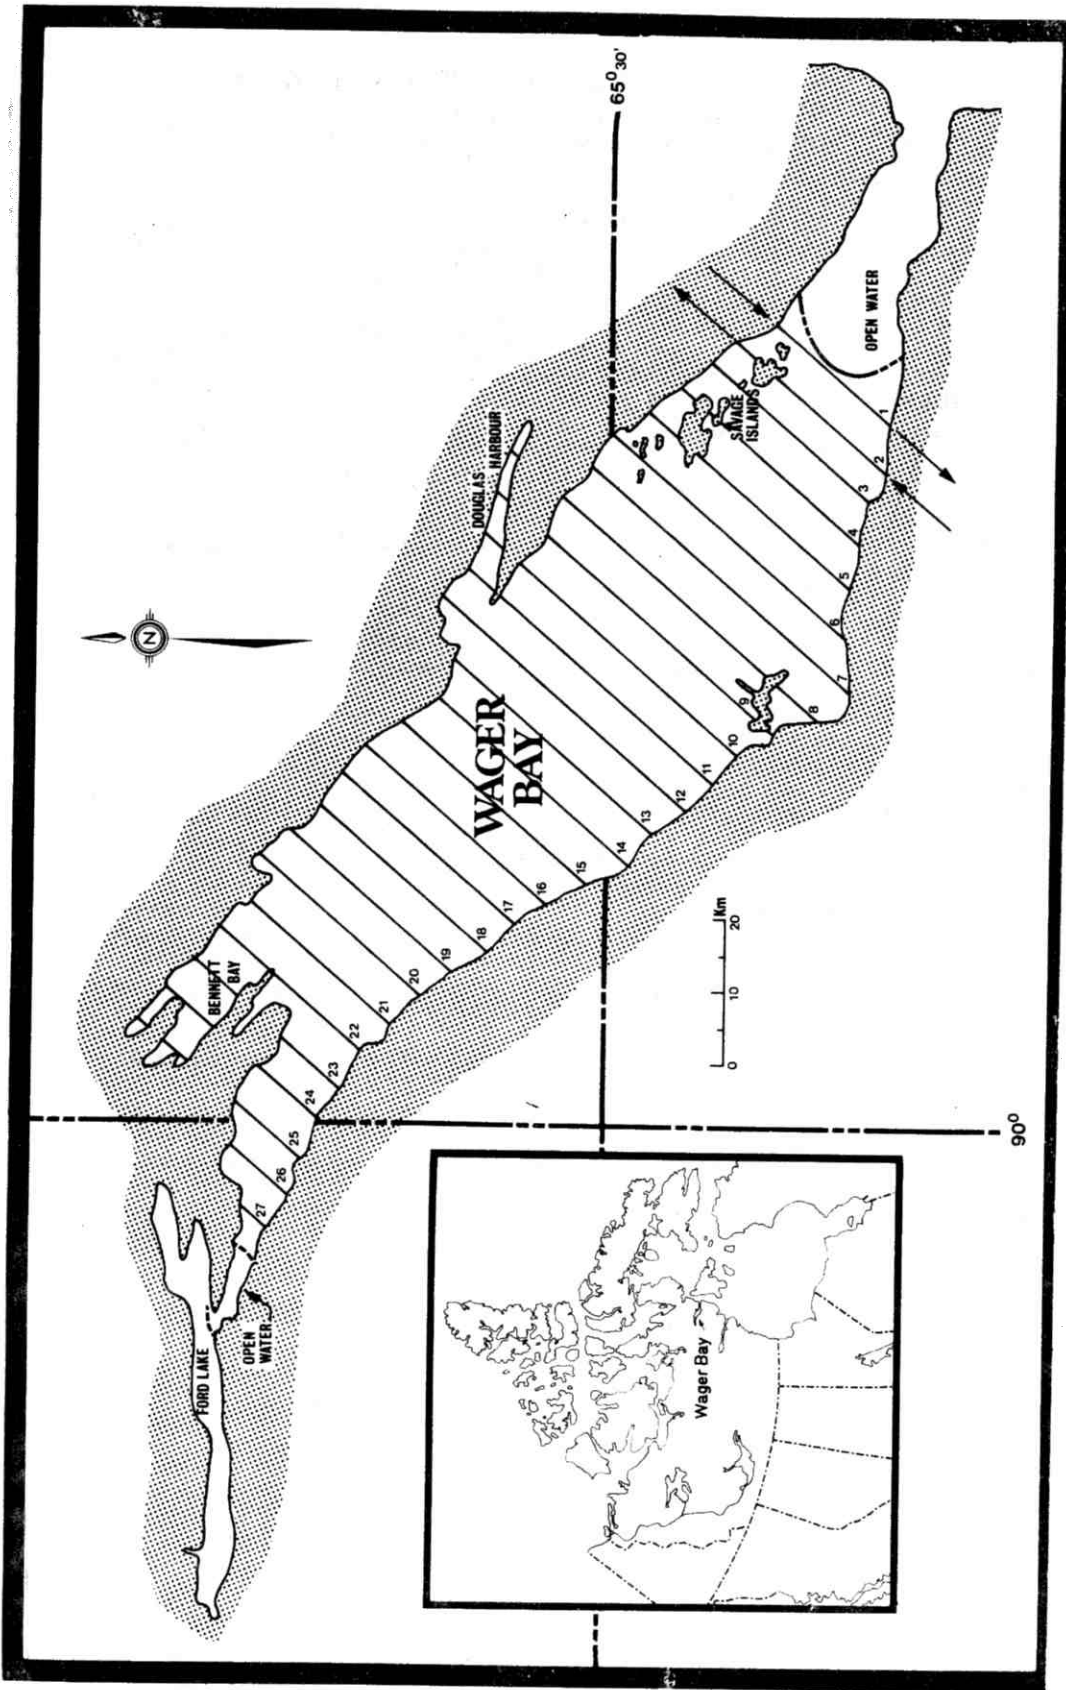 65° 30'
OPEN WATER
SAVAGE
ISLANDS
DOUGLAS HARBOUR
N
WAGER
BAY
BENNETT
BAY
1
2
3
4
5
6
7
8
9
10
11
12
13
14
15
16
17
18
19
20
21
22
23
24
25
26
27
FORD LAKE
OPEN
WATER
Km
0 10 20
90°
Wager Bay